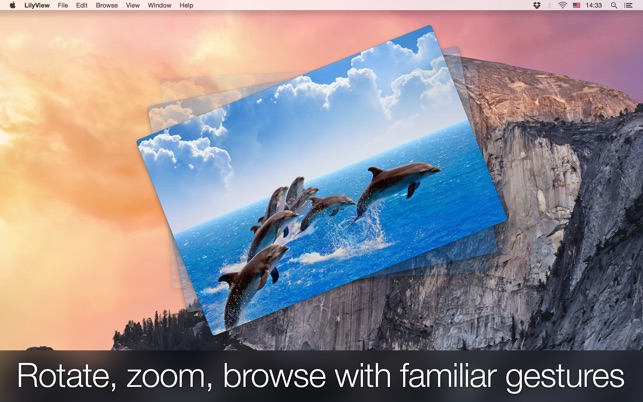 LilyView File Edit Browse View Window Help 14:33
Rotate, zoom, browse with familiar gestures